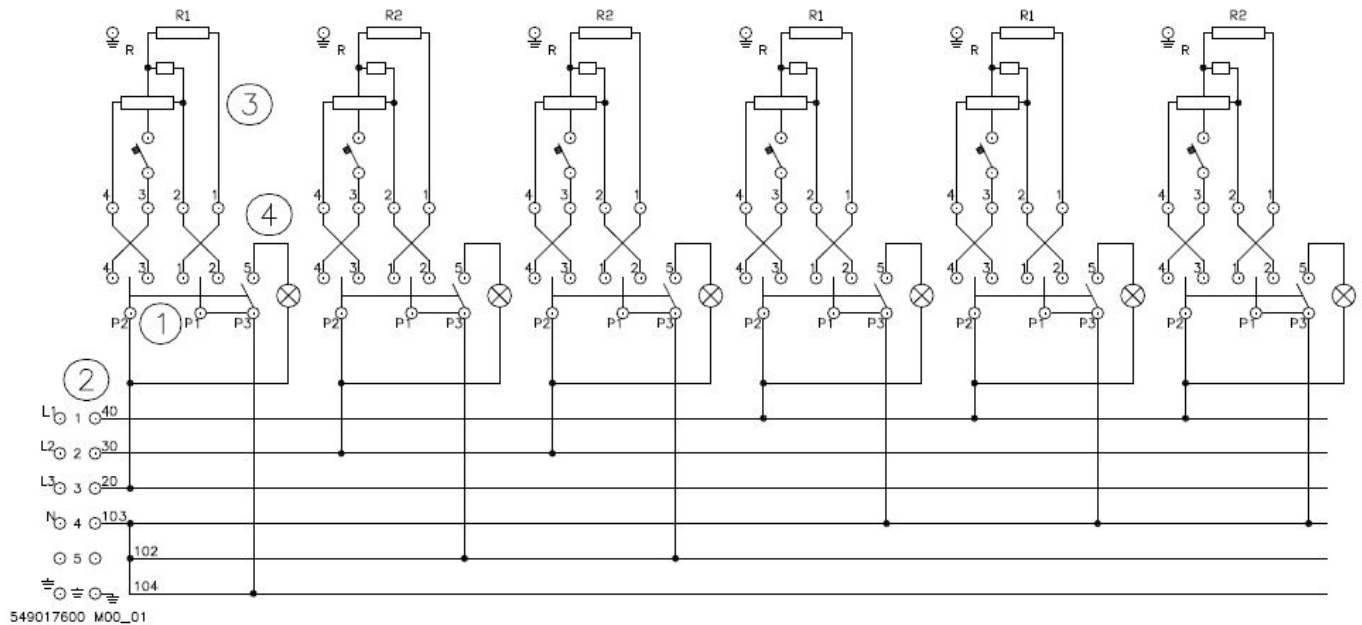 R1 R2 R2 R1 R1 R2
R R R R R R
3
4 3 2 1 4 3 2 1 4 3 2 1 4 3 2 1 4 3 2 1 4 3 2 1
4
4 3 1 2 5 4 3 1 2 5 4 3 1 2 5 4 3 1 2 5 4 3 1 2 5 4 3 1 2 5
P2 1 P1 P3 P2 P1 P3 P2 P1 P3 P2 P1 P3 P2 P1 P3 P2 P1 P3
2
L1 1 40
L2 2 30
L3 3 20
N 4 103
5 102
104
549017600 M00_01